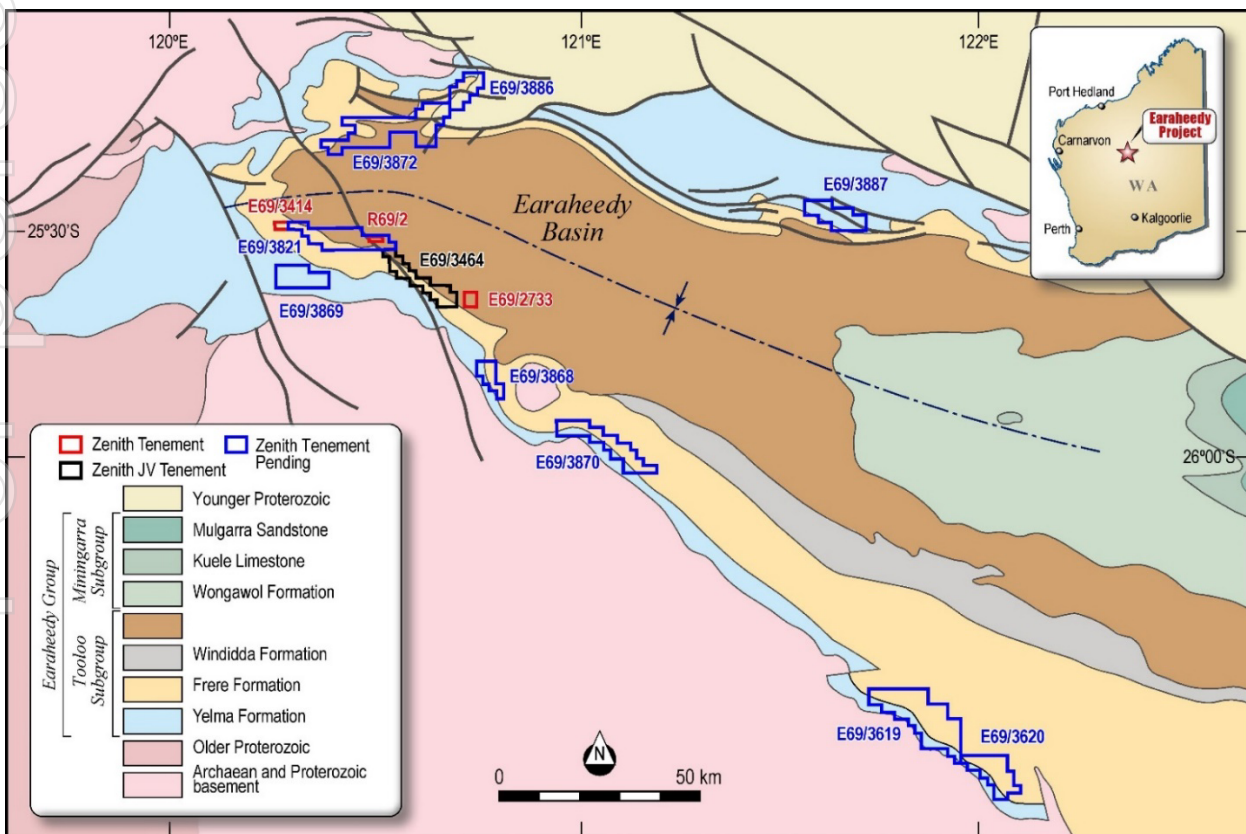 120ºE
121ºE
122ºE
E69/3886
E69/3872
Port Hedland
Earaheedy
Project
Carnarvon
WA
Perth
Kalgoorlie
E69/3887
E69/3414
R69/2
Earaheedy
Basin
25º30'S
E69/3821
E69/3464
E69/3869
E69/2733
E69/3868
E69/3870
26º00'S
Zenith Tenement
Zenith Tenement
Pending
Zenith JV Tenement
Younger Proterozoic
Mulgarra Sandstone
Kuele Limestone
Wongawol Formation
Windidda Formation
Frere Formation
Yelma Formation
Older Proterozoic
Archaean and Proterozoic
basement
Earaheedy Group
Miningarra
Subgroup
Tooloo
Subgroup
E69/3619
E69/3620
N
0
50 km